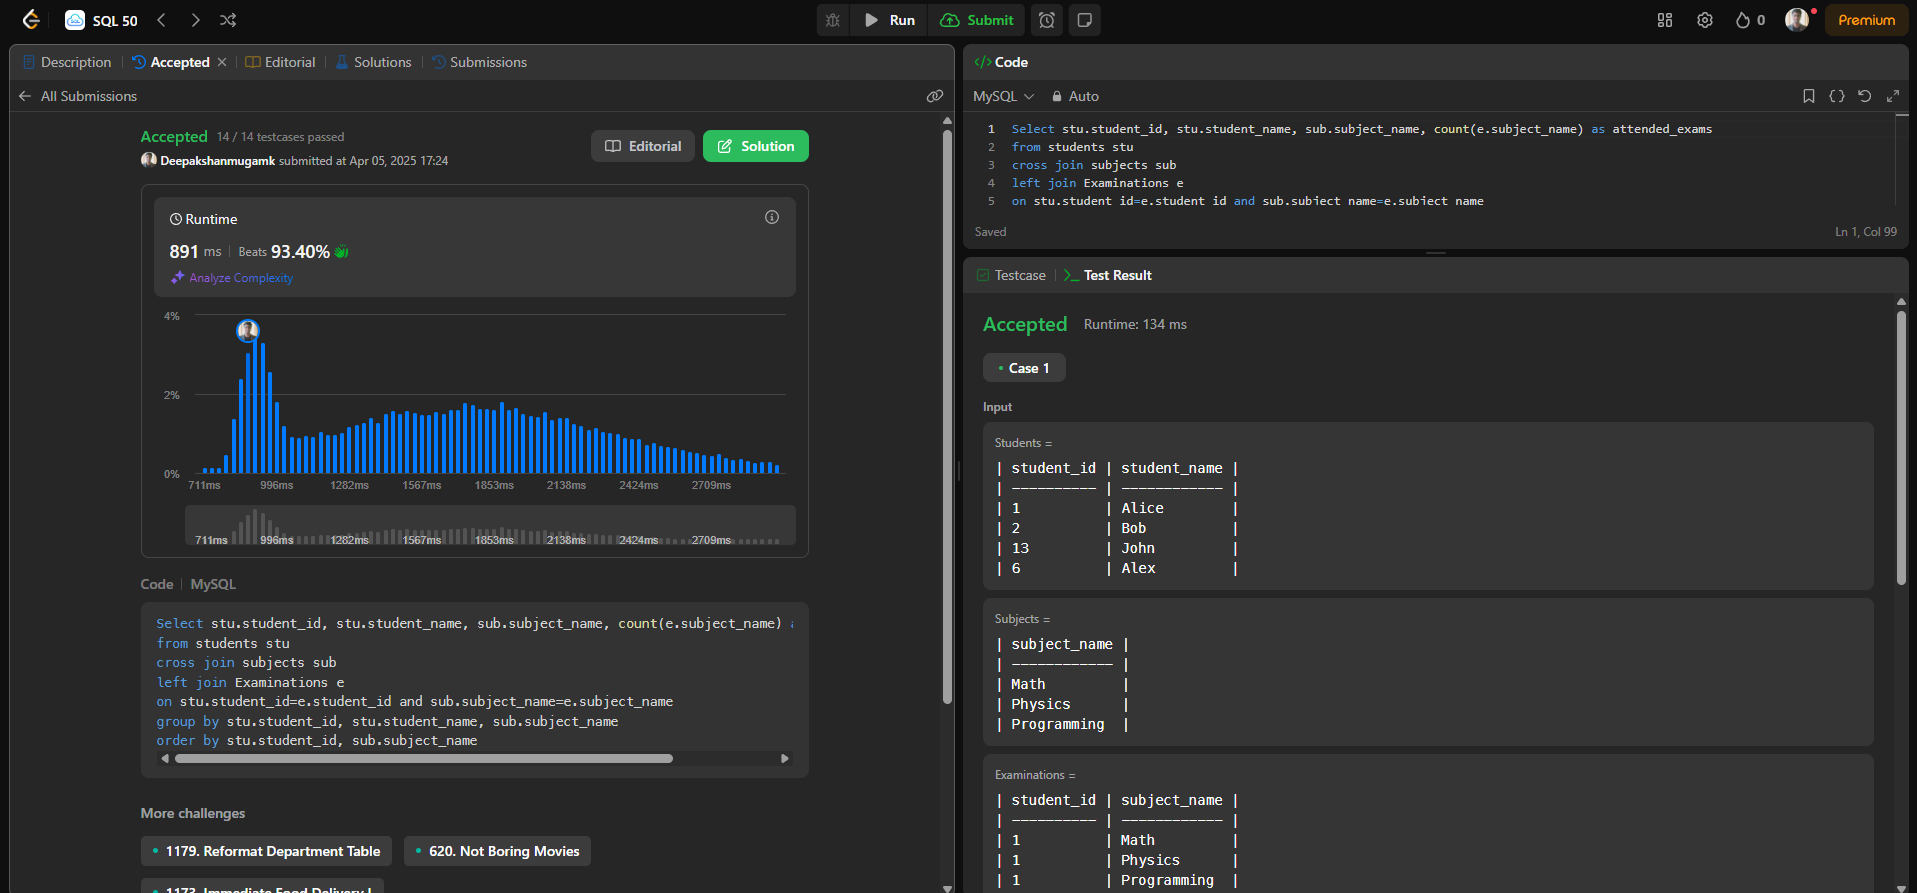 SQL 50
Run
Submit
0
Premium
Description
Accepted
Editorial
Solutions
Submissions
All Submissions
Accepted 14 / 14 testcases passed
Deepakshanmugamk submitted at Apr 05, 2025 17:24
Editorial
Solution
Runtime
891 ms | Beats 93.40%
Analyze Complexity
4%
2%
0%
711ms 996ms 1282ms 1567ms 1853ms 2138ms 2424ms 2709ms
711ms 996ms 1282ms 1567ms 1853ms 2138ms 2424ms 2709ms
Code | MySQL
Select stu.student_id, stu.student_name, sub.subject_name, count(e.subject_name)
from students stu
cross join subjects sub
left join Examinations e
on stu.student_id=e.student_id and sub.subject_name=e.subject_name
group by stu.student_id, stu.student_name, sub.subject_name
order by stu.student_id, sub.subject_name
More challenges
1179. Reformat Department Table
620. Not Boring Movies
1173. Immediate Food Delivery I
</> Code
MySQL
Auto
1 Select stu.student_id, stu.student_name, sub.subject_name, count(e.subject_name) as attended_exams
2 from students stu
3 cross join subjects sub
4 left join Examinations e
5 on stu.student_id=e.student_id and sub.subject_name=e.subject_name
Saved
Ln 1, Col 99
Testcase
Test Result
Accepted Runtime: 134 ms
Case 1
Input
Students =
| student_id | student_name |
| ---------- | ------------ |
| 1 | Alice |
| 2 | Bob |
| 13 | John |
| 6 | Alex |
Subjects =
| subject_name |
| ------------ |
| Math |
| Physics |
| Programming |
Examinations =
| student_id | subject_name |
| ---------- | ------------ |
| 1 | Math |
| 1 | Physics |
| 1 | Programming |